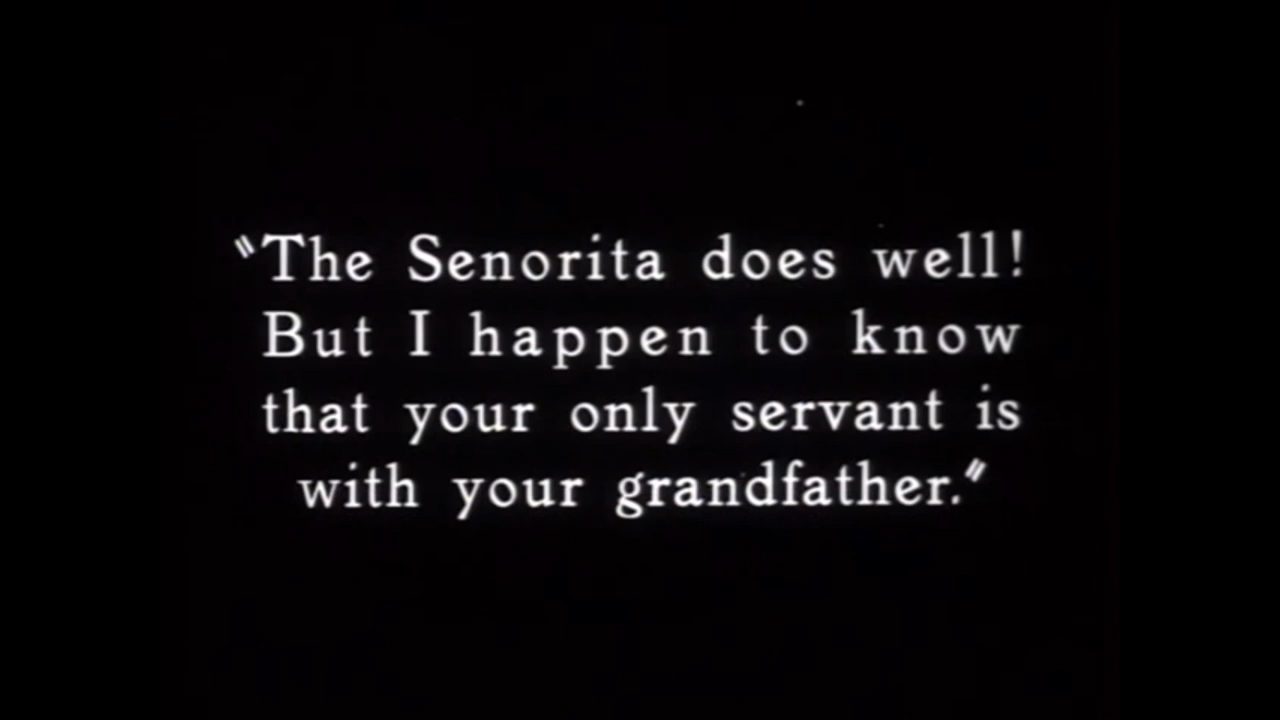 "The Senorita does well!
But I happen to know
that your only servant is
with your grandfather."